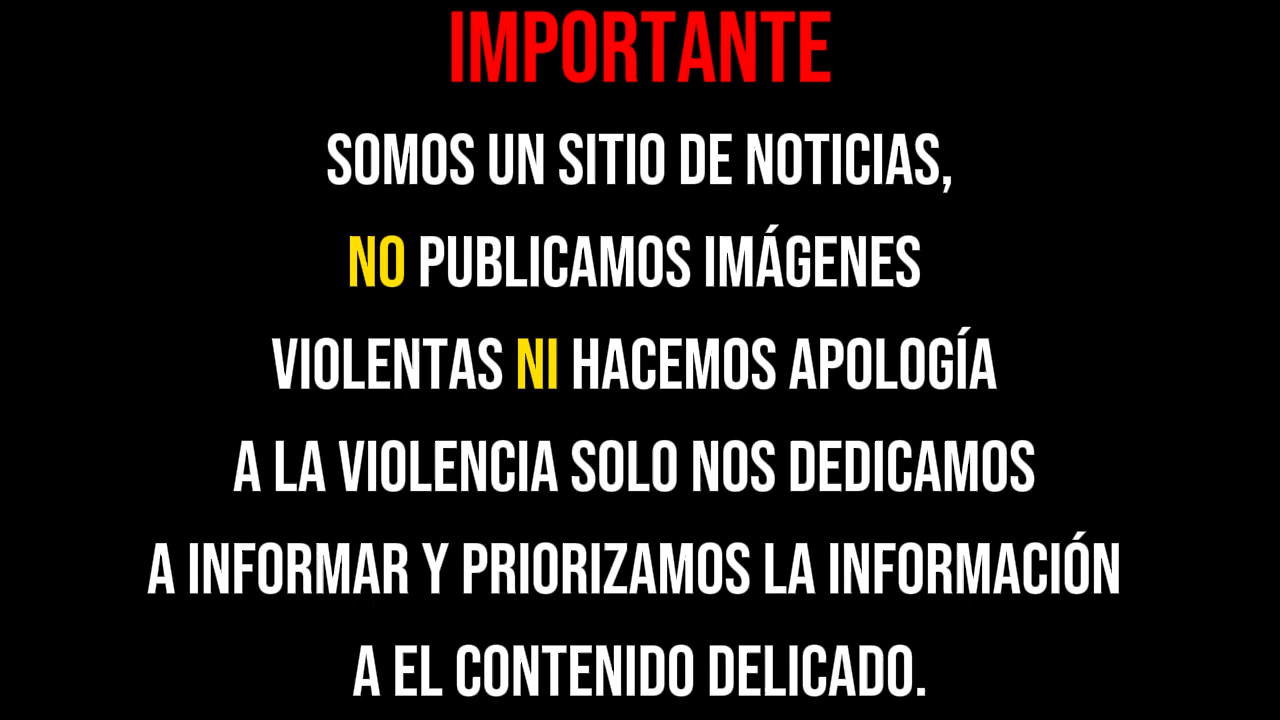 IMPORTANTE
SOMOS UN SITIO DE NOTICIAS,
NO PUBLICAMOS IMÁGENES
VIOLENTAS NI HACEMOS APOLOGÍA
A LA VIOLENCIA SOLO NOS DEDICAMOS
A INFORMAR Y PRIORIZAMOS LA INFORMACIÓN
A EL CONTENIDO DELICADO.